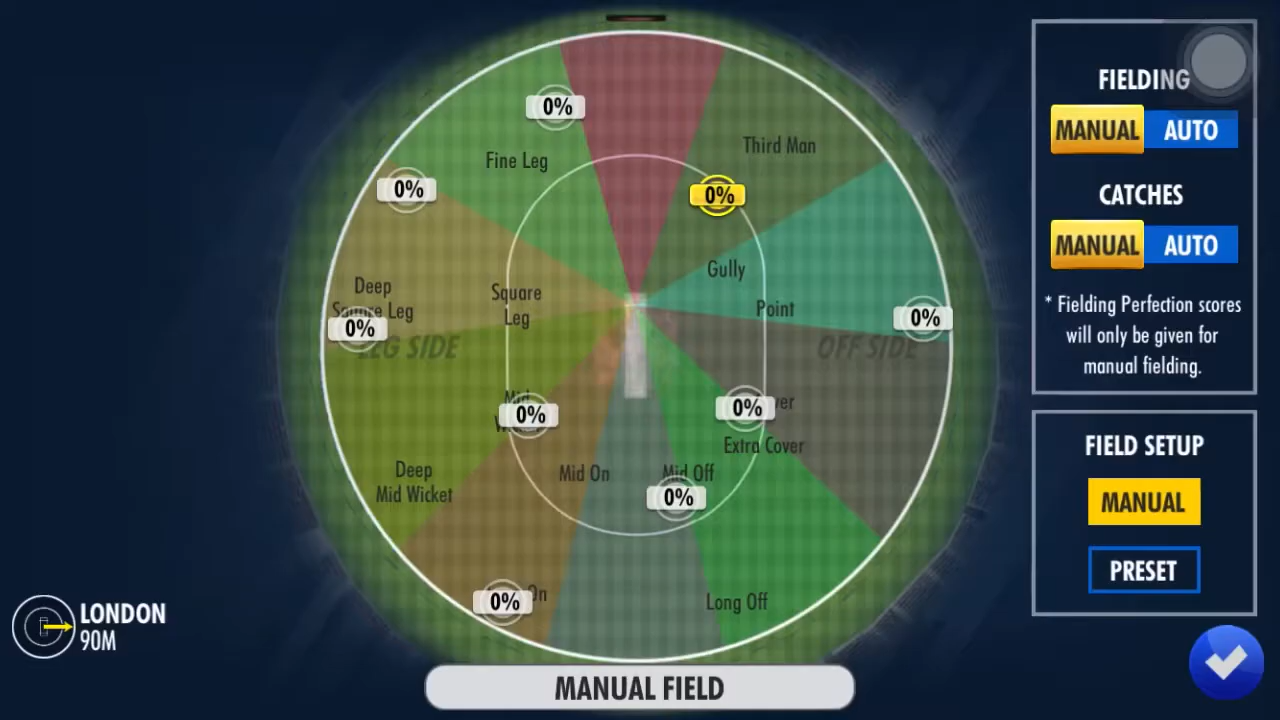 FIELDING
MANUAL AUTO
CATCHES
MANUAL AUTO
* Fielding Perfection scores
will only be given for
manual fielding.
FIELD SETUP
MANUAL
PRESET
0%
Fine Leg
Third Man
0%
0%
Gully
Deep
Square Leg
Square
Leg
Point
0%
0%
LEG SIDE
OFF SIDE
Mid
0%
0%
Extra Cover
Deep
Mid Wicket
Mid On
Mid Off
0%
0%
On
Long Off
LONDON
90M
MANUAL FIELD